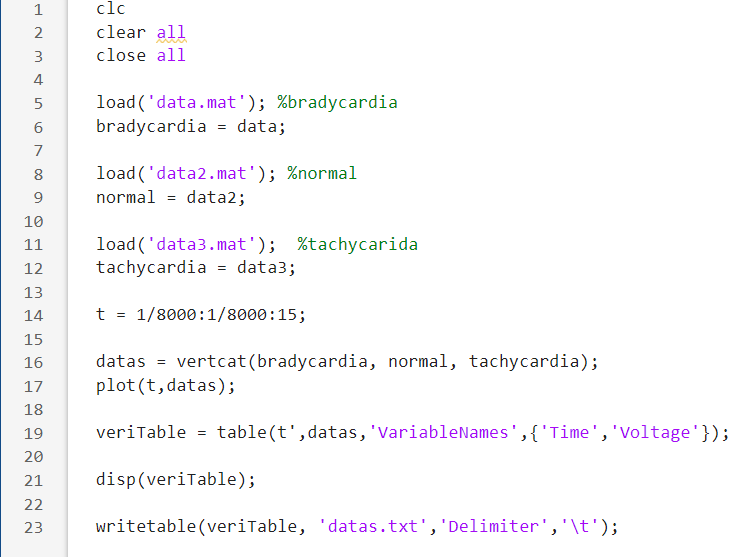 1 clc
2 clear all
3 close all
4
5 load('data.mat'); %bradycardia
6 bradycardia = data;
7
8 load('data2.mat'); %normal
9 normal = data2;
10
11 load('data3.mat');  %tachycarida
12 tachycardia = data3;
13
14 t = 1/8000:1/8000:15;
15
16 datas = vertcat(bradycardia, normal, tachycardia);
17 plot(t,datas);
18
19 veriTable = table(t',datas,'VariableNames',{'Time','Voltage'});
20
21 disp(veriTable);
22
23 writetable(veriTable, 'datas.txt','Delimiter','\t');